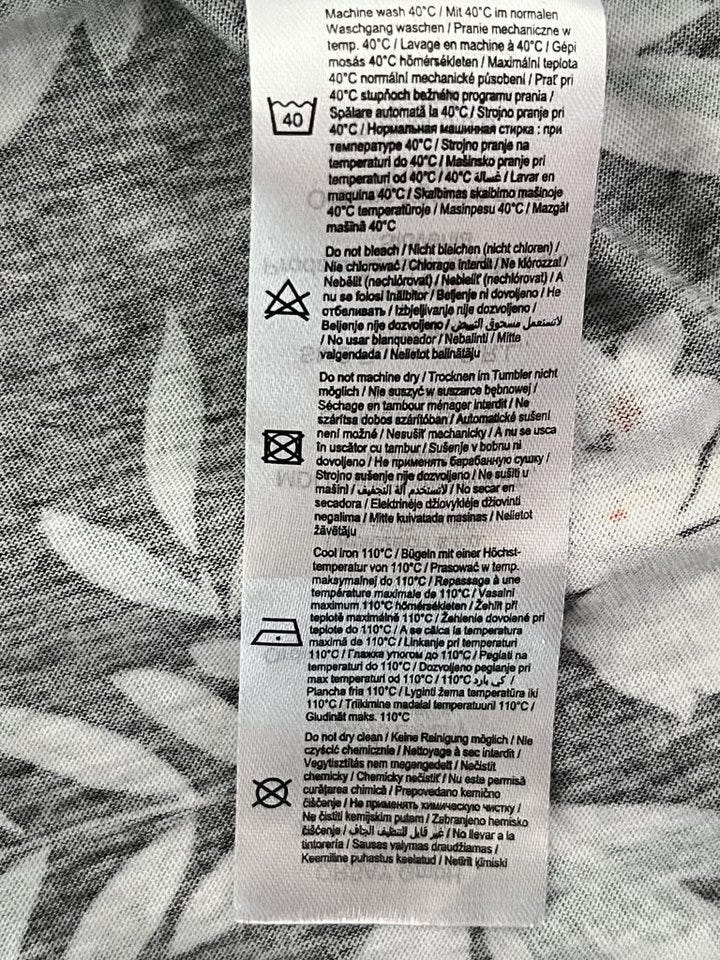 Machine wash 40°C / Mit 40°C im normalen
Waschgang waschen / Pranie mechaniczne w
temp. 40°C / Lavage en machine à 40°C / Gépi
mosás 40°C hőmérsékleten / Maximální teplota
40°C normální mechanické působení / Prať pri
40°C stupňoch bežného programu prania /
Spălare automată la 40°C / Strojno pranje pri
40°C / Нормальная машинная стирка : при
температуре 40°C / Strojno pranje na
temperaturi do 40°C / Mašinsko pranje pri
temperaturi od 40°C / 40°C غسالة / Lavar en
maquina 40°C / Skalbimas skalbimo mašinoje
40°C temperatūroje / Masinpesu 40°C / Mazgāt
mašīnā 40°C
40
Do not bleach / Nicht bleichen (nicht chloren) /
Nie chlorować / Chlorage interdit / Ne klórozza! /
Nebělit (nechlórovat) / Nebieliť (nechlórovať) / A
nu se folosi înălbitor / Beljenje ni dovoljeno / Не
отбеливать / Izbjeljivanje nije dozvoljeno /
Beljenje nije dozvoljeno / لاتستعمل مسحوق التبييض
/ No usar blanqueador / Nebalinti / Mitte
valgendada / Nelietot balinātāju
Do not machine dry / Trocknen im Tumbler nicht
möglich / Nie suszyć w suszarce bębnowej /
Séchage en tambour ménager interdit / Ne
szárítsa dobos szárítóban / Automatické sušení
není možné / Nesušiť mechanicky / A nu se usca
în uscător cu tambur / Sušenje v bobnu ni
dovoljeno / Не применять барабанную сушку /
Strojno sušenje nije dozvoljeno / Ne sušiti u
mašini / لاتستخدم آلة التجفيف / No secar en
secadora / Elektrinėje džiovyklėje džiovinti
negalima / Mitte kuivatada masinas / Nelietot
žāvētāju
Cool iron 110°C / Bügeln mit einer Höchst-
temperatur von 110°C / Prasować w temp.
maksymalnej do 110°C / Repassage à une
température maximale de 110°C / Vasalni
maximum 110°C hőmérsékleten / Žehlit při
teplotě maximálně 110°C / Žehlenie dovolené pri
teplote do 110°C / A se călca la temperatura
maximă de 110°C / Linkanje pri temperaturi
110°C / Глажка утюгом до 110°C / Peglati na
temperaturi do 110°C / Dozvoljeno peglanje pri
max temperaturi od 110°C / 110°C كي بارد /
Plancha fria 110°C / Lyginti žema temperatūra iki
110°C / Triikimine madalal temperatuuril 110°C /
Gludināt maks. 110°C
Do not dry clean / Keine Reinigung möglich / Nie
czyścić chemicznie / Nettoyage à sec interdit /
Vegytisztítás nem megengedett / Nečistit
chemicky / Chemicky nečistiť / Nu este permisă
curățarea chimică / Prepovedano kemično
čiščenje / Не применять химическую чистку /
Ne čistiti kemijskim putem / Zabranjeno hemisko
čišćenje / غير قابل للتنظيف الجاف / No llevar a la
tintorería / Sausas valymas draudžiamas /
Keemiline puhastus keelatud / Netīrīt ķīmiski